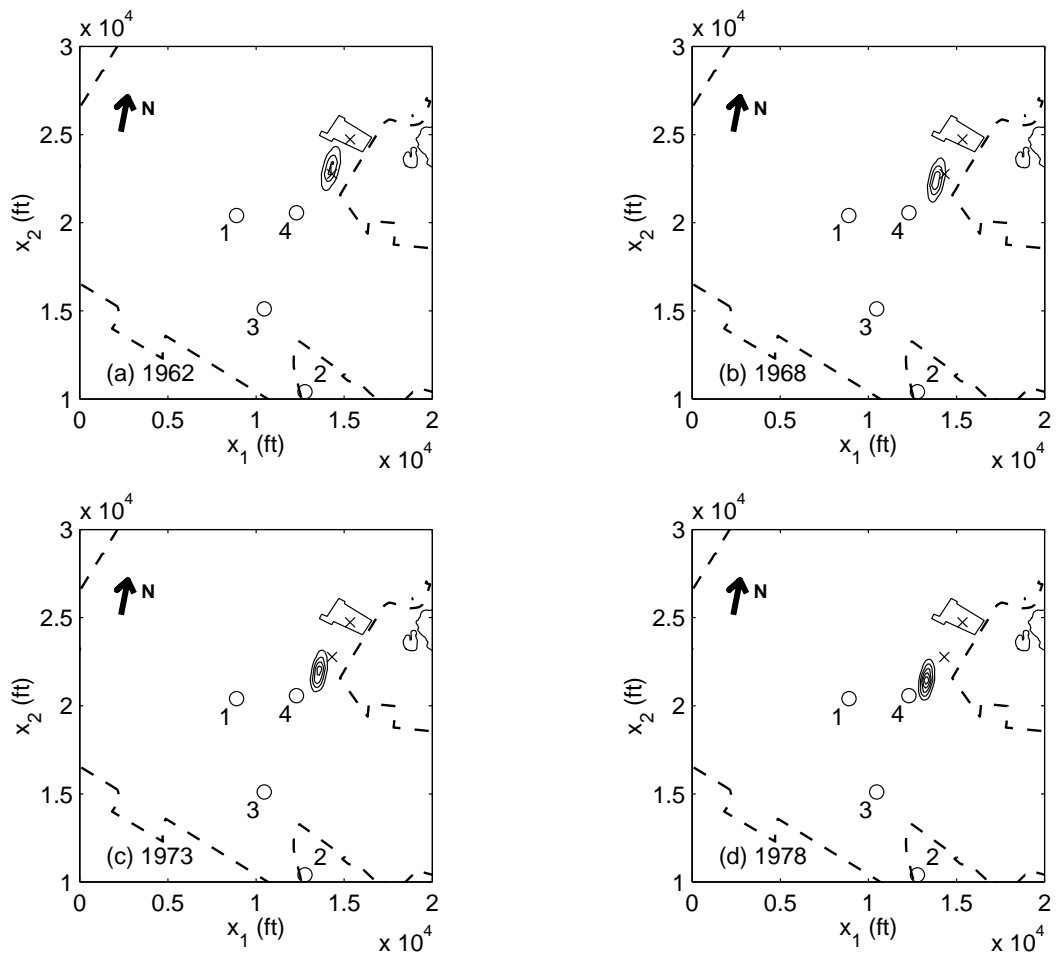 x 10^4
3
2.5
2
1.5
1
x_2 (ft)
N
1
4
3
2
(a) 1962
0 0.5 1 1.5 2
x_1 (ft)
x 10^4
x 10^4
3
2.5
2
1.5
1
x_2 (ft)
N
1
4
3
2
(b) 1968
0 0.5 1 1.5 2
x_1 (ft)
x 10^4
x 10^4
3
2.5
2
1.5
1
x_2 (ft)
N
1
4
3
2
(c) 1973
0 0.5 1 1.5 2
x_1 (ft)
x 10^4
x 10^4
3
2.5
2
1.5
1
x_2 (ft)
N
1
4
3
2
(d) 1978
0 0.5 1 1.5 2
x_1 (ft)
x 10^4